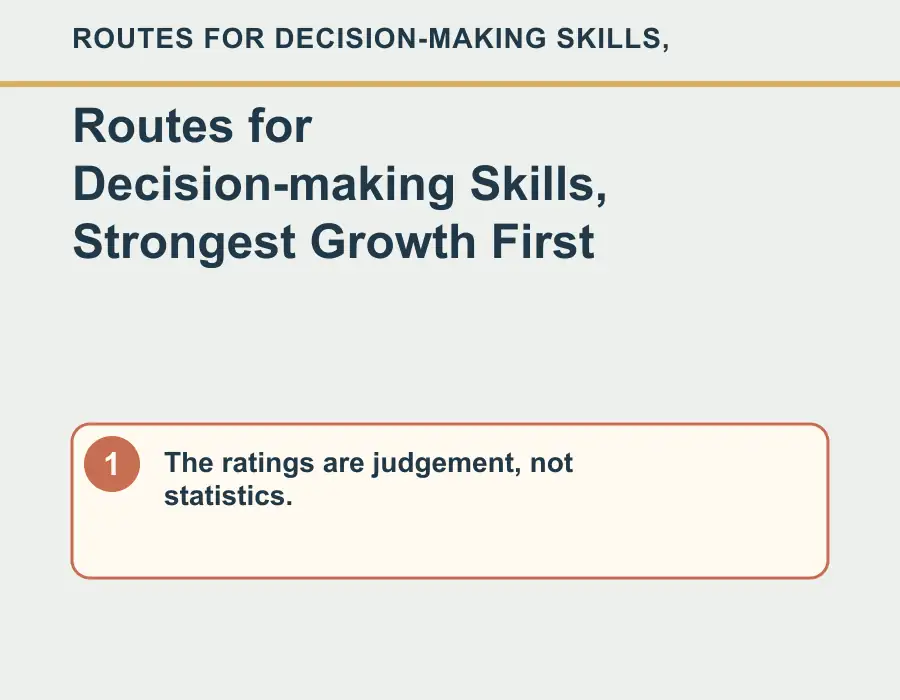 ROUTES FOR DECISION-MAKING SKILLS,
Routes for
Decision-making Skills,
Strongest Growth First
1
The ratings are judgement, not
statistics.